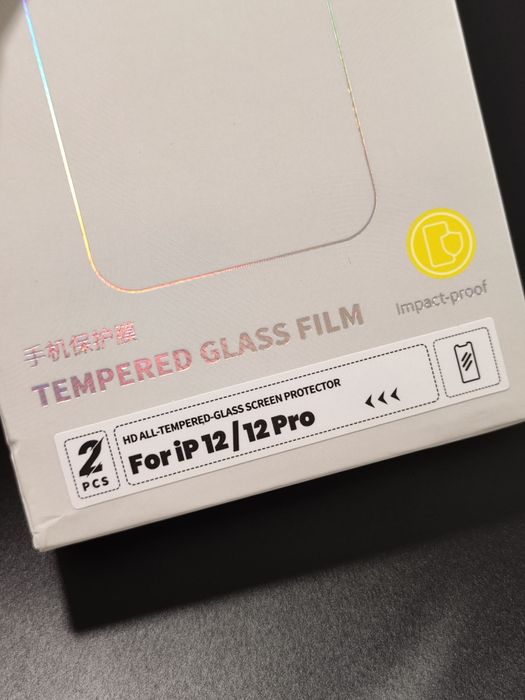 Impact-proof
手机保护膜
TEMPERED GLASS FILM
2
PCS
HD ALL-TEMPERED-GLASS SCREEN PROTECTOR
For iP 12/12 Pro